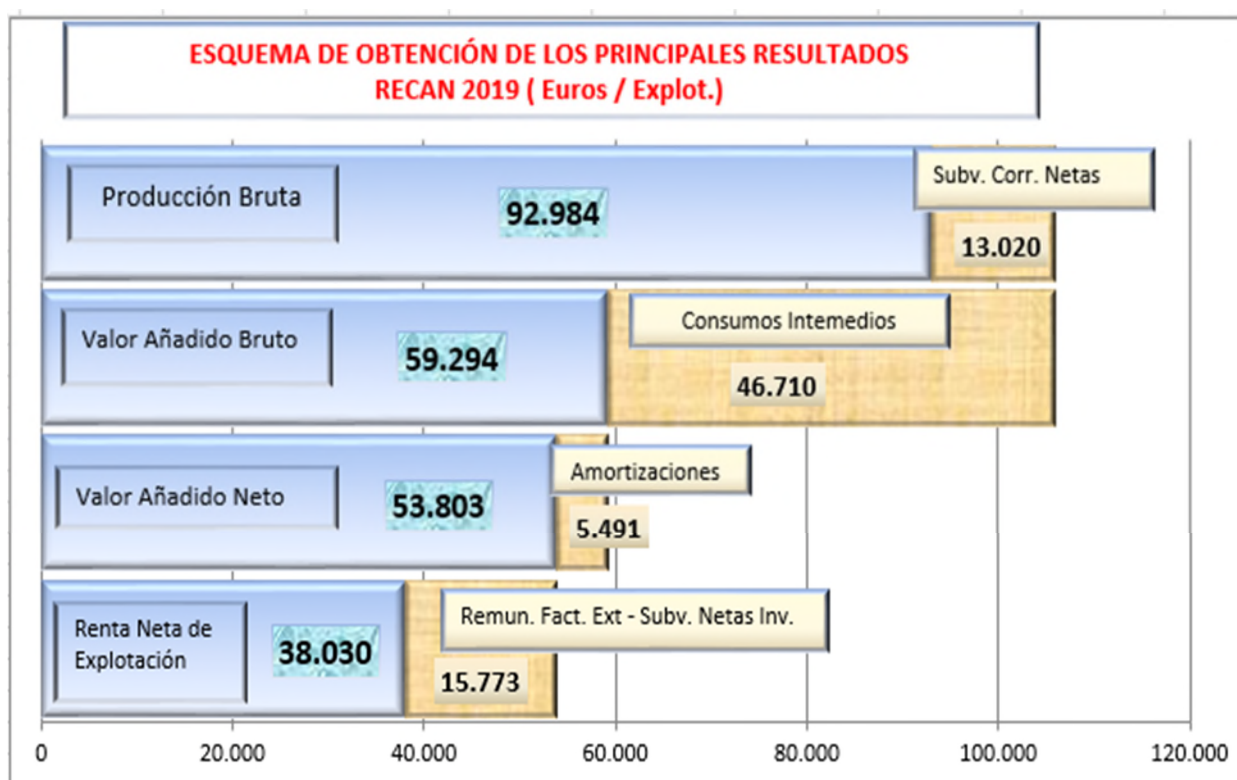 ESQUEMA DE OBTENCIÓN DE LOS PRINCIPALES RESULTADOS
RECAN 2019 ( Euros / Explot.)
Producción Bruta
92.984
Subv. Corr. Netas
13.020
Valor Añadido Bruto
59.294
Consumos Intemedios
46.710
Valor Añadido Neto
53.803
Amortizaciones
5.491
Renta Neta de
Explotación
38.030
Remun. Fact. Ext - Subv. Netas Inv.
15.773
0 20.000 40.000 60.000 80.000 100.000 120.000